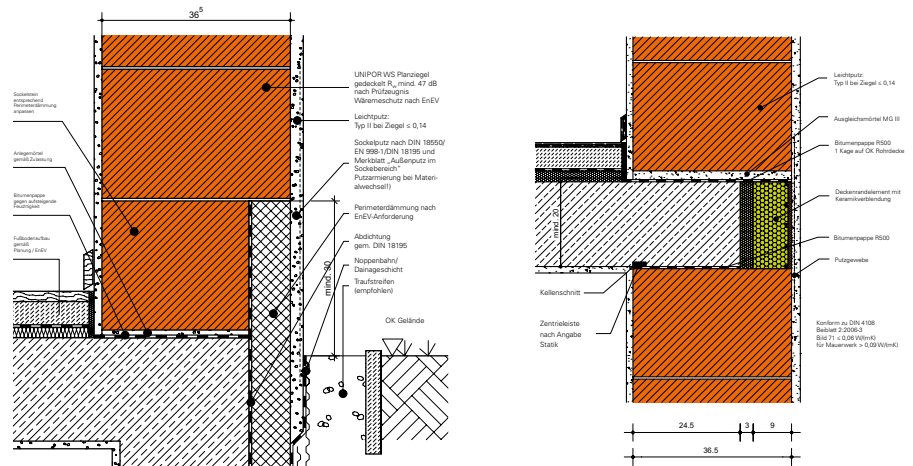 36⁵
Sockelstein
entsprechend
Perimeterdämmung
anpassen
Anlegemörtel
gemäß Zulassung
Bitumenpappe
gegen aufsteigende
Feuchtigkeit
Fußbodenaufbau
gemäß
Planung / EnEV
UNIPOR WS Planziegel
gedeckelt Rw mind. 47 dB
nach Prüfzeugnis
Wäremeschutz nach EnEV
Leichtputz:
Typ II bei Ziegel ≤ 0,14
Sockelputz nach DIN 18550/
EN 998-1/DIN 18195 und
Merkblatt „Außenputz im
Sockebereich"
Putzarmierung bei Materi-
alwechsel!)
Perimeterdämmung nach
EnEV-Anforderung
Abdichtung
gem. DIN 18195
Noppenbahn/
Dainageschicht
Traufstreifen
(empfohlen)
mind. 30
OK Gelände
Leichtputz:
Typ II bei Ziegel ≤ 0,14
Ausgleichsmörtel MG III
Bitumenpappe R500
1 Kage auf OK Rohrdecke
Deckenrandelement mit
Keramikverblendung
Bitumenpappe R500
Putzgewebe
mind. 20
Kellenschnitt
Zentrieleiste
nach Angabe
Statik
Konform zu DIN 4108
Beiblatt 2:2006-3
Bild 71 ≤ 0,06 W/(mK)
für Mauerwerk > 0,09 W/(mK)
24.5 3 9
36.5